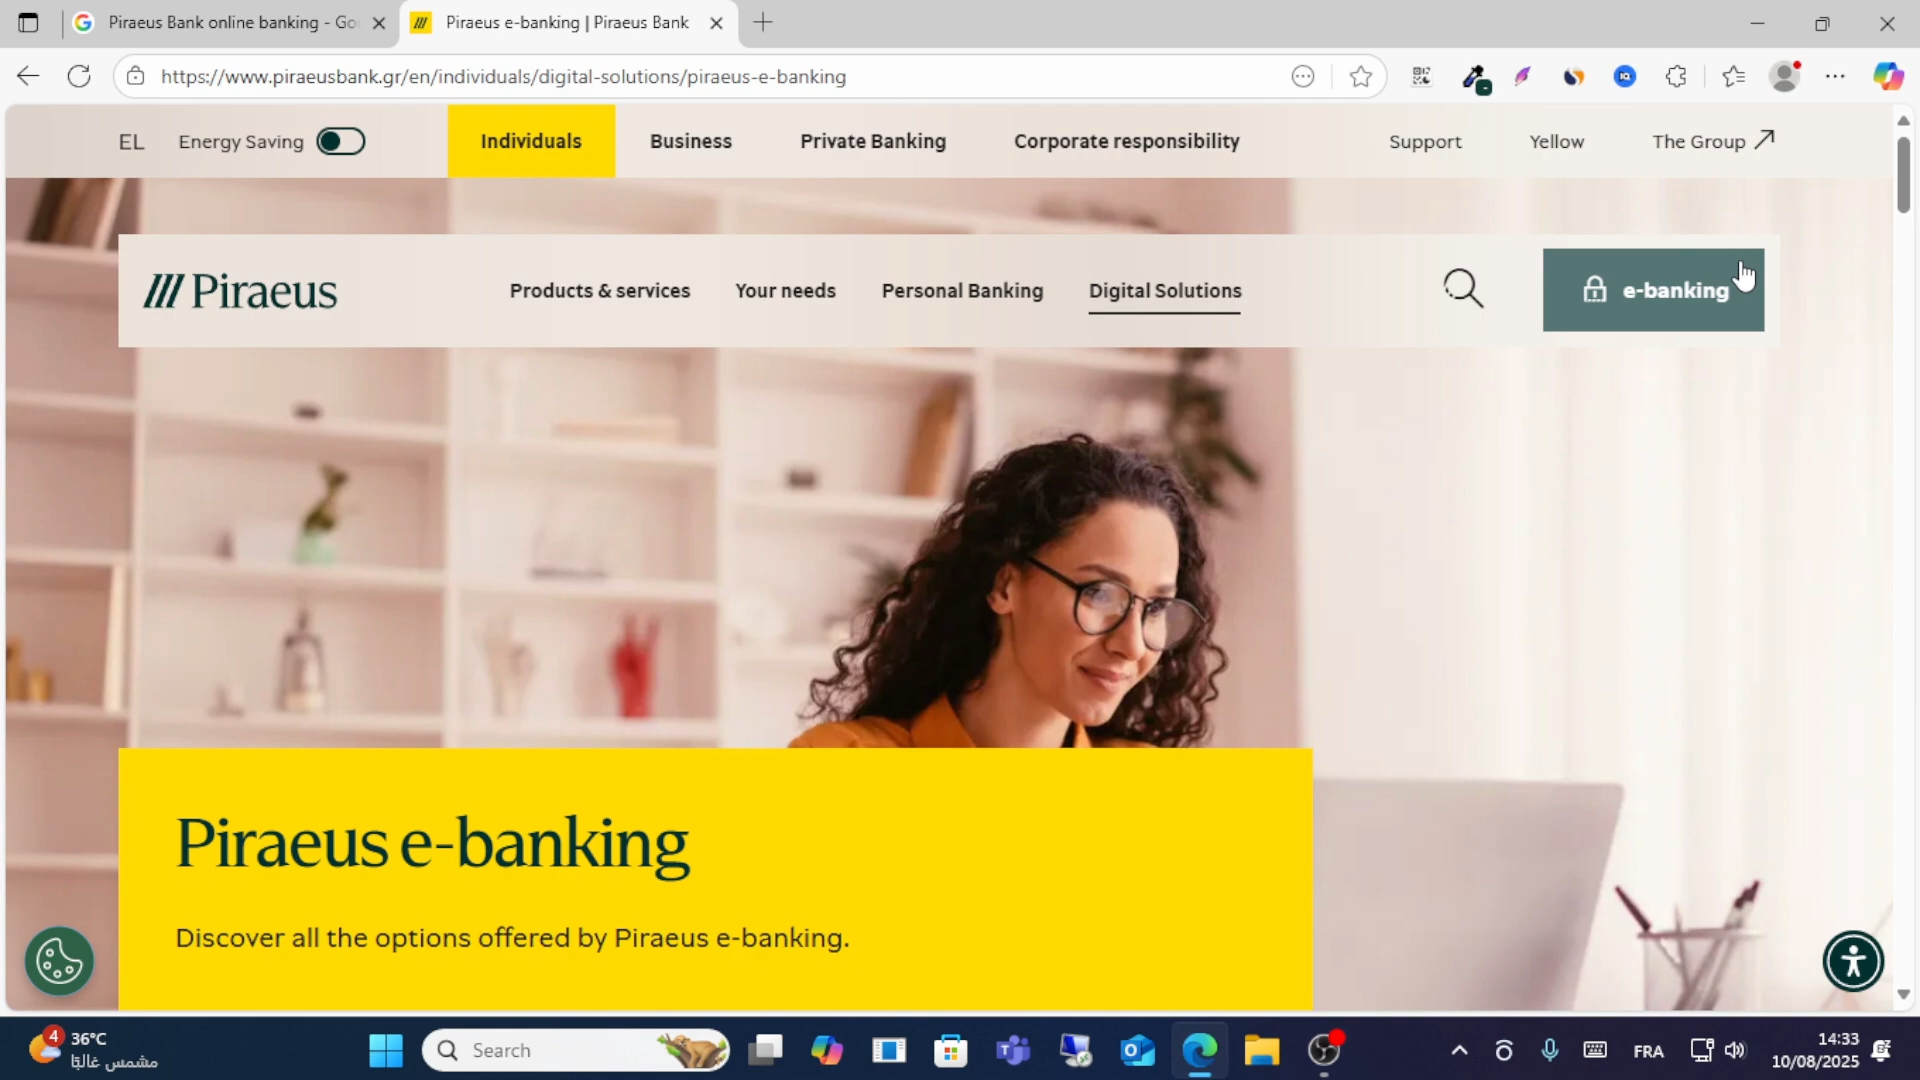 Piraeus Bank online banking - Go
Piraeus e-banking | Piraeus Bank
https://www.piraeusbank.gr/en/individuals/digital-solutions/piraeus-e-banking
EL
Energy Saving
Individuals
Business
Private Banking
Corporate responsibility
Support
Yellow
The Group
Piraeus
Products & services
Your needs
Personal Banking
Digital Solutions
e-banking
Piraeus e-banking
Discover all the options offered by Piraeus e-banking.
4
36°C
مشمس غالبًا
Search
FRA
14:33
10/08/2025